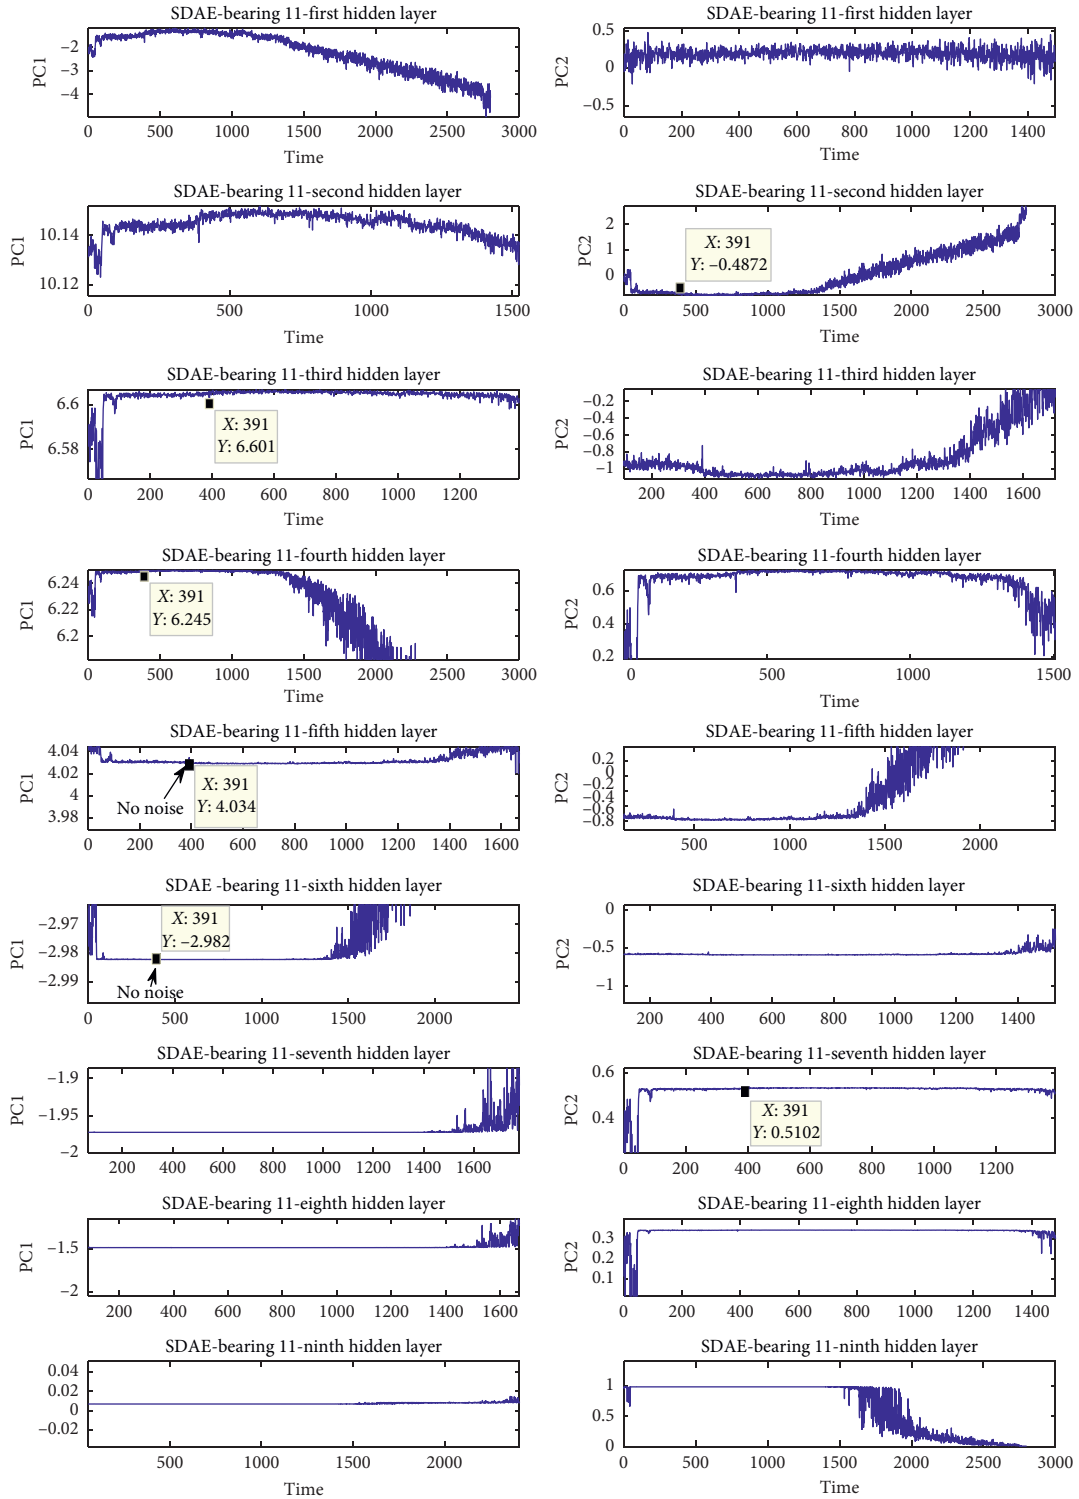 SDAE-bearing 11-first hidden layer
PC1
−2
−3
−4
0 500 1000 1500 2000 2500 3000
Time
SDAE-bearing 11-first hidden layer
PC2
0.5
0
−0.5
0 200 400 600 800 1000 1200 1400
Time
SDAE-bearing 11-second hidden layer
PC1
10.14
10.12
0 500 1000 1500
Time
SDAE-bearing 11-second hidden layer
PC2
2
1
0
X: 391
Y: −0.4872
0 500 1000 1500 2000 2500 3000
Time
SDAE-bearing 11-third hidden layer
PC1
6.6
6.58
X: 391
Y: 6.601
0 200 400 600 800 1000 1200
Time
SDAE-bearing 11-third hidden layer
PC2
−0.2
−0.4
−0.6
−0.8
−1
200 400 600 800 1000 1200 1400 1600
Time
SDAE-bearing 11-fourth hidden layer
PC1
6.24
6.22
6.2
X: 391
Y: 6.245
0 500 1000 1500 2000 2500 3000
Time
SDAE-bearing 11-fourth hidden layer
PC2
0.6
0.4
0.2
0 500 1000 1500
Time
SDAE-bearing 11-fifth hidden layer
PC1
4.04
4.02
4
3.98
No noise
X: 391
Y: 4.034
0 200 400 600 800 1000 1200 1400 1600
SDAE-bearing 11-fifth hidden layer
PC2
0.2
0
−0.2
−0.4
−0.6
−0.8
500 1000 1500 2000
SDAE -bearing 11-sixth hidden layer
PC1
−2.97
−2.98
−2.99
X: 391
Y: −2.982
No noise
0 500 1000 1500 2000
SDAE-bearing 11-sixth hidden layer
PC2
0
−0.5
−1
200 400 600 800 1000 1200 1400
SDAE-bearing 11-seventh hidden layer
PC1
−1.9
−1.95
−2
200 400 600 800 1000 1200 1400 1600
SDAE-bearing 11-seventh hidden layer
PC2
0.6
0.4
X: 391
Y: 0.5102
0 200 400 600 800 1000 1200
SDAE-bearing 11-eighth hidden layer
PC1
−1.5
−2
200 400 600 800 1000 1200 1400 1600
SDAE-bearing 11-eighth hidden layer
PC2
0.3
0.2
0.1
0 200 400 600 800 1000 1200 1400
SDAE-bearing 11-ninth hidden layer
PC1
0.04
0.02
0
−0.02
500 1000 1500 2000
Time
SDAE-bearing 11-ninth hidden layer
PC2
1
0.5
0
0 500 1000 1500 2000 2500 3000
Time